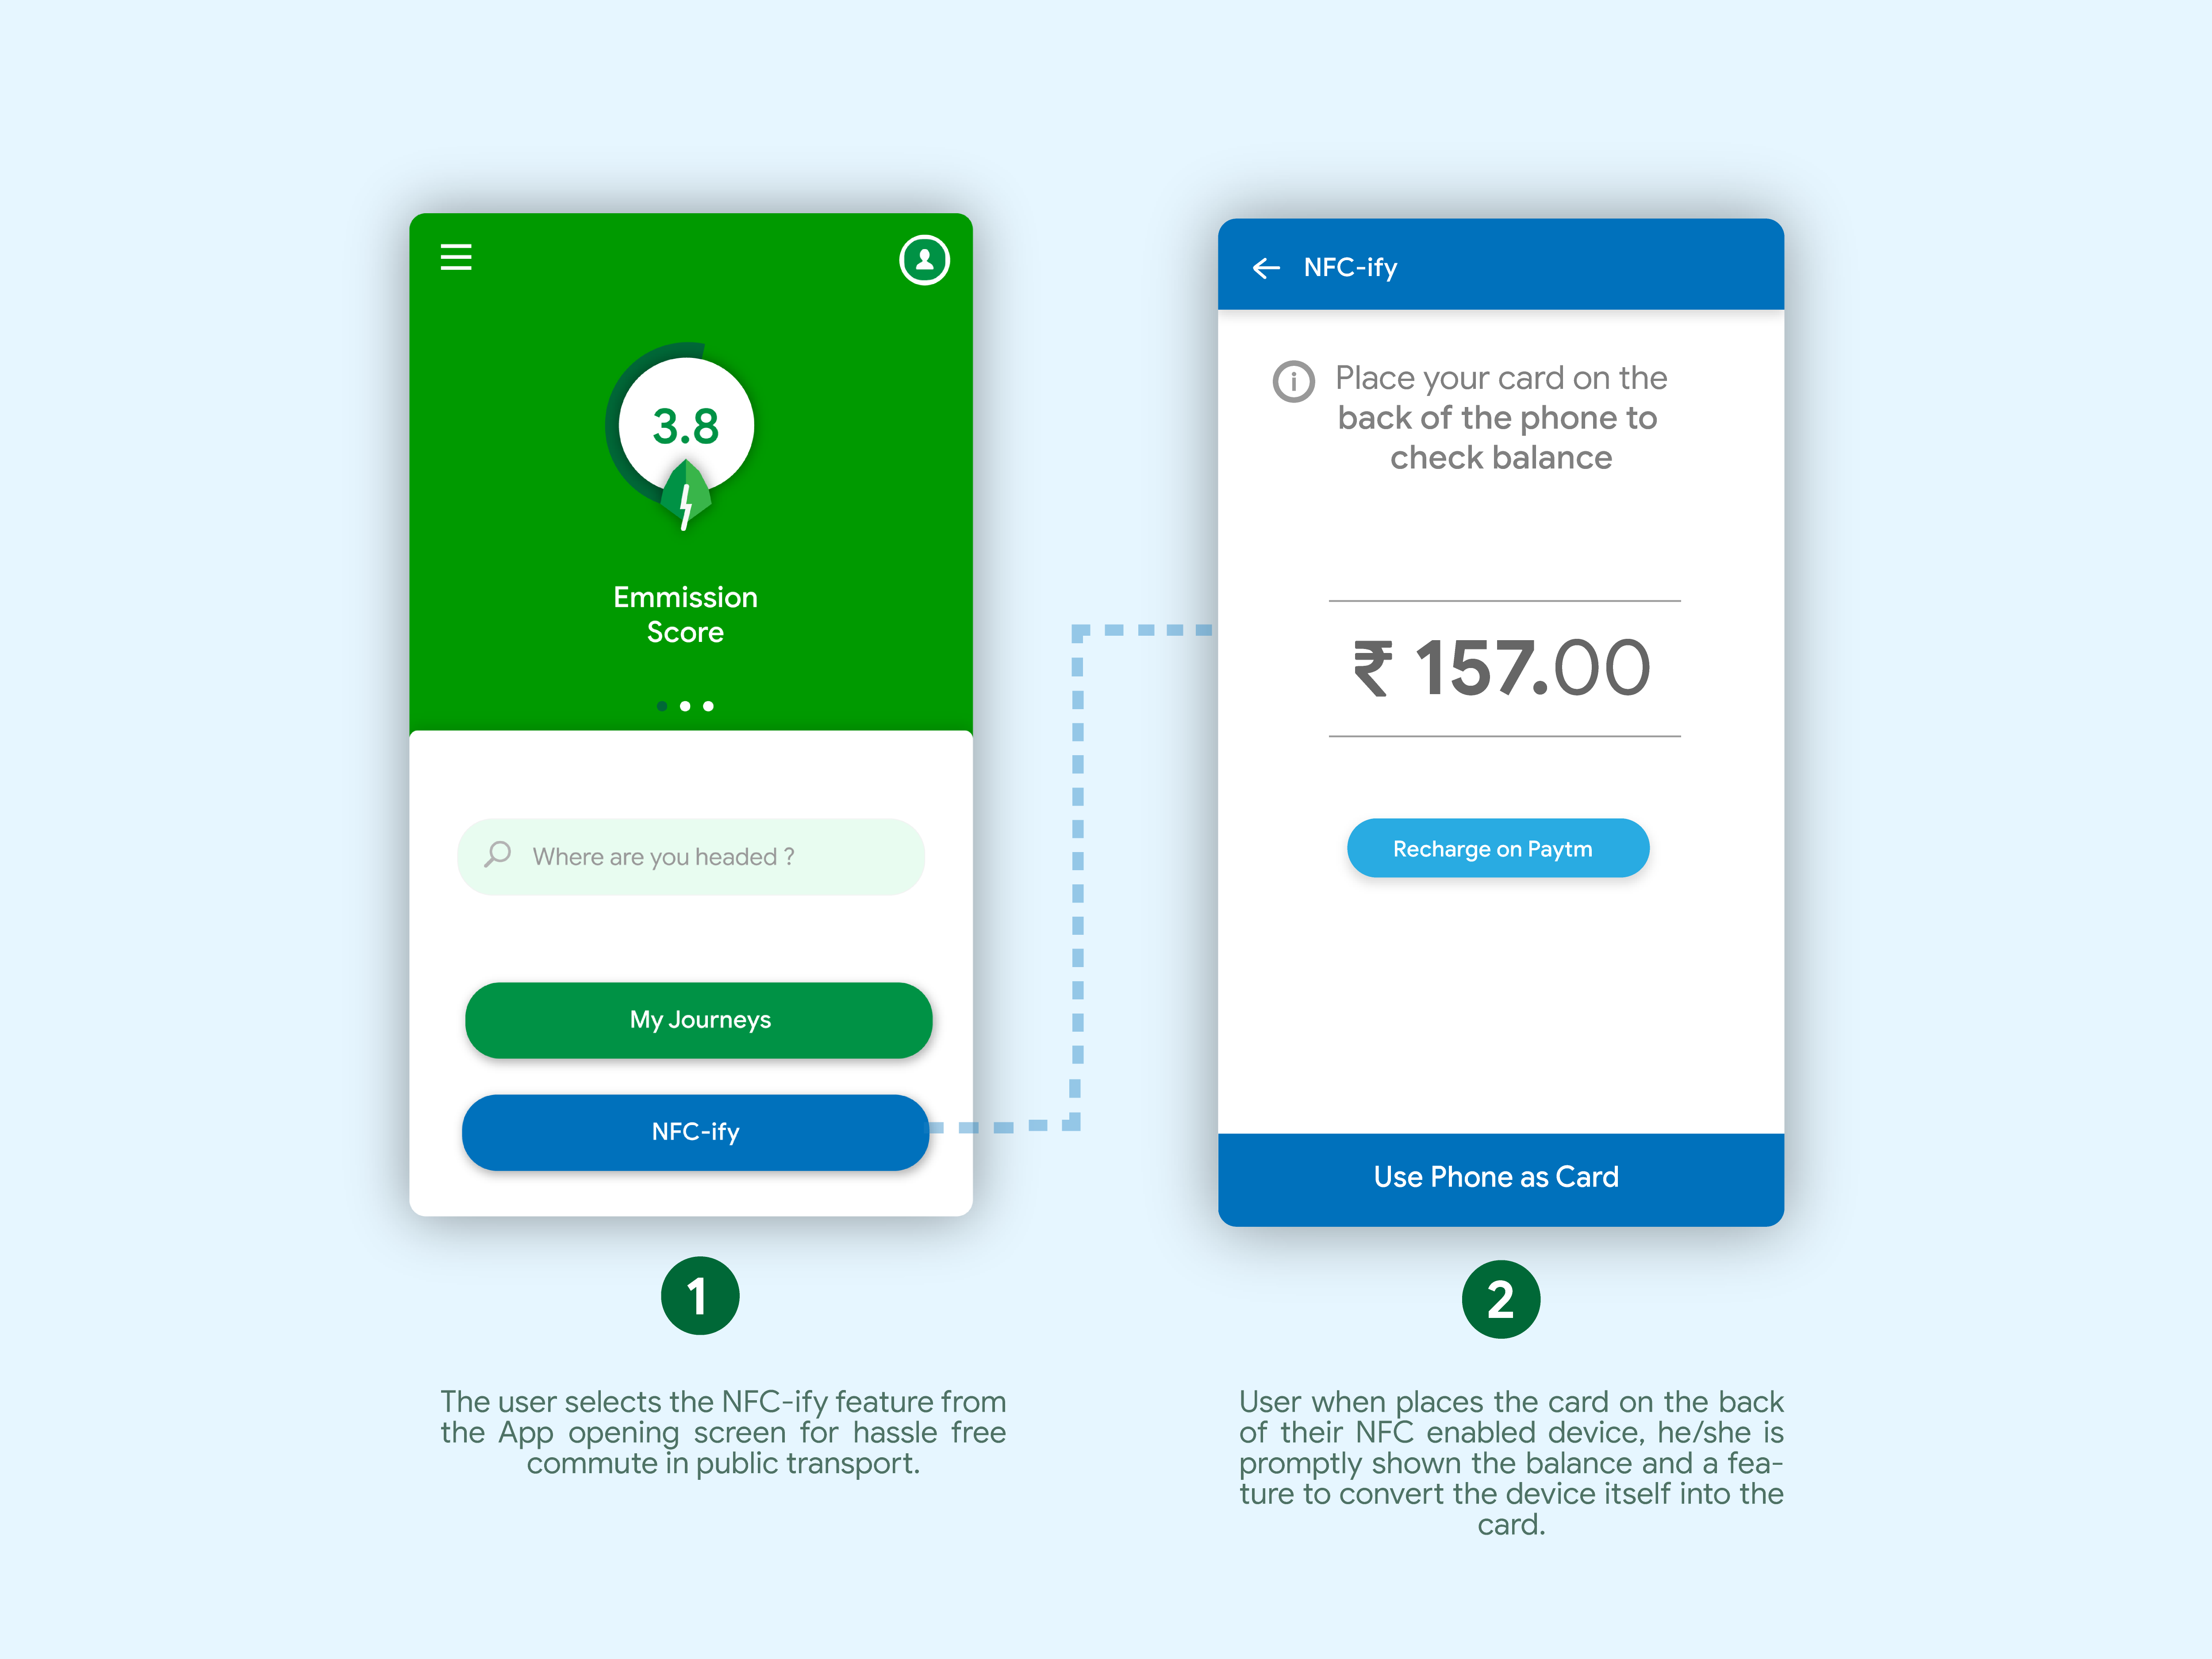 3.8
Emmission
Score
Where are you headed ?
My Journeys
NFC-ify
1
The user selects the NFC-ify feature from
the App opening screen for hassle free
commute in public transport.
NFC-ify
i
Place your card on the
back of the phone to
check balance
₹ 157.00
Recharge on Paytm
Use Phone as Card
2
User when places the card on the back
of their NFC enabled device, he/she is
promptly shown the balance and a fea-
ture to convert the device itself into the
card.